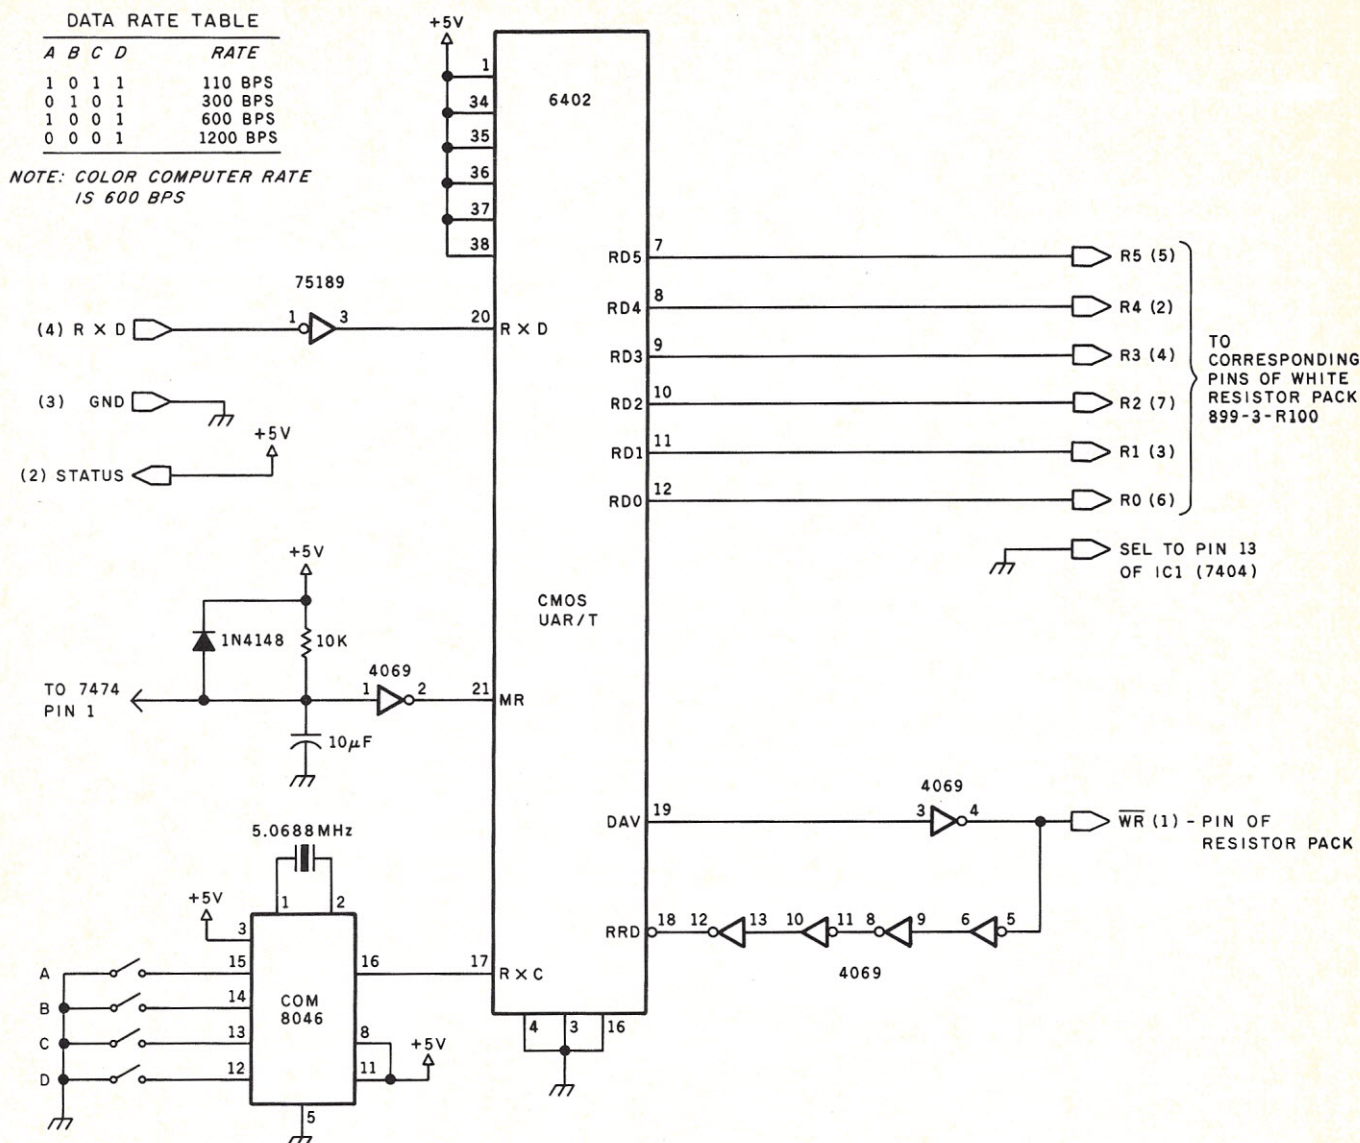 DATA RATE TABLE
A B C D RATE
1 0 1 1 110 BPS
0 1 0 1 300 BPS
1 0 0 1 600 BPS
0 0 0 1 1200 BPS
NOTE: COLOR COMPUTER RATE
IS 600 BPS
+5V
1
34
35
36
37
38
6402
75189
(4) R × D
1
3
20
R × D
(3) GND
+5V
(2) STATUS
RD5 7 R5 (5)
RD4 8 R4 (2)
RD3 9 R3 (4)
RD2 10 R2 (7)
RD1 11 R1 (3)
RD0 12 R0 (6)
TO
CORRESPONDING
PINS OF WHITE
RESISTOR PACK
899-3-R100
SEL TO PIN 13
OF IC1 (7404)
+5V
1N4148
10K
TO 7474
PIN 1
4069
1
2
21
MR
10µF
CMOS
UAR/T
DAV
19
4069
3
4
W̅R̅ (1) - PIN OF
RESISTOR PACK
RRD
18
12
13
10
11
8
9
6
5
4069
5.0688MHz
1
2
+5V
3
A
15
B
14
C
13
D
12
COM
8046
16
17
R × C
8
11
+5V
5
4
3
16